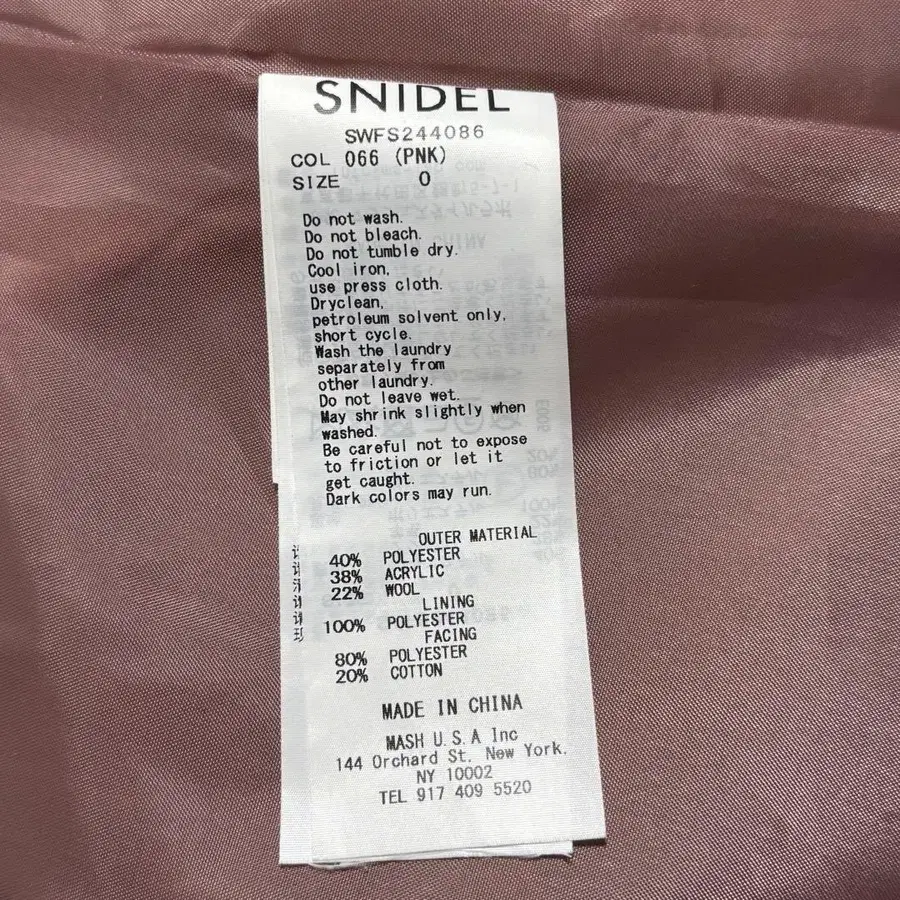 SNIDEL
SWFS244086
COL 066 (PNK)
SIZE 0
Do not wash.
Do not bleach.
Do not tumble dry.
Cool iron,
use press cloth.
Dryclean,
petroleum solvent only,
short cycle.
Wash the laundry
separately from
other laundry.
Do not leave wet.
May shrink slightly when
washed.
Be careful not to expose
to friction or let it
get caught.
Dark colors may run.
OUTER MATERIAL
40% POLYESTER
38% ACRYLIC
22% WOOL
LINING
100% POLYESTER
FACING
80% POLYESTER
20% COTTON
MADE IN CHINA
MASH U.S.A Inc
144 Orchard St. New York.
NY 10002
TEL 917 409 5520